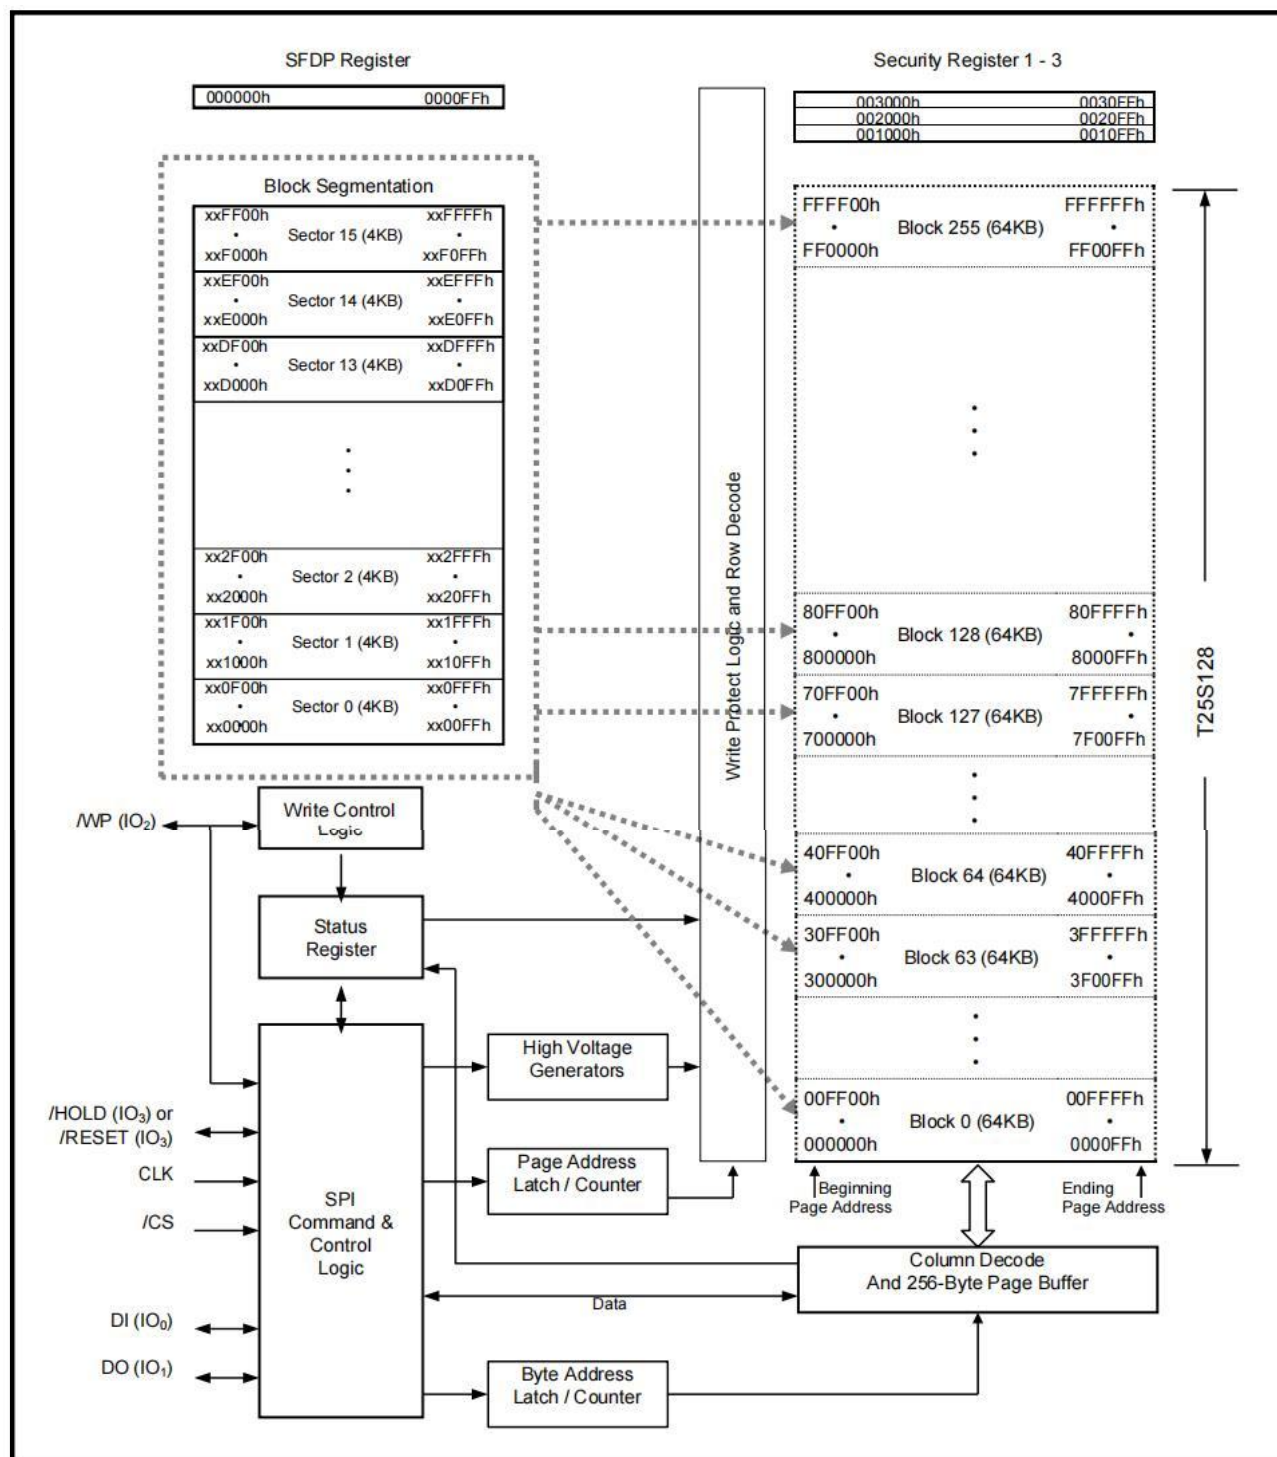 SFDP Register
000000h 0000FFh
Security Register 1 - 3
003000h 0030FFh
002000h 0020FFh
001000h 0010FFh
Block Segmentation
xxFF00h xxFFFFh
Sector 15 (4KB)
xxF000h xxF0FFh
xxEF00h xxEFFFh
Sector 14 (4KB)
xxE000h xxE0FFh
xxDF00h xxDFFFh
Sector 13 (4KB)
xxD000h xxD0FFh
xx2F00h xx2FFFh
Sector 2 (4KB)
xx2000h xx20FFh
xx1F00h xx1FFFh
Sector 1 (4KB)
xx1000h xx10FFh
xx0F00h xx0FFFh
Sector 0 (4KB)
xx0000h xx00FFh
Write Protect Logic and Row Decode
FFFF00h FFFFFFh
Block 255 (64KB)
FF0000h FF00FFh
80FF00h 80FFFFh
Block 128 (64KB)
800000h 8000FFh
70FF00h 7FFFFFh
Block 127 (64KB)
700000h 7F00FFh
40FF00h 40FFFFh
Block 64 (64KB)
400000h 4000FFh
30FF00h 3FFFFFh
Block 63 (64KB)
300000h 3F00FFh
00FF00h 00FFFFh
Block 0 (64KB)
000000h 0000FFh
T25S128
Beginning
Page Address
Ending
Page Address
/WP (IO2)
Write Control
Logic
Status
Register
High Voltage
Generators
/HOLD (IO3) or
/RESET (IO3)
CLK
/CS
Page Address
Latch / Counter
SPI
Command &
Control
Logic
Column Decode
And 256-Byte Page Buffer
Data
DI (IO0)
DO (IO1)
Byte Address
Latch / Counter